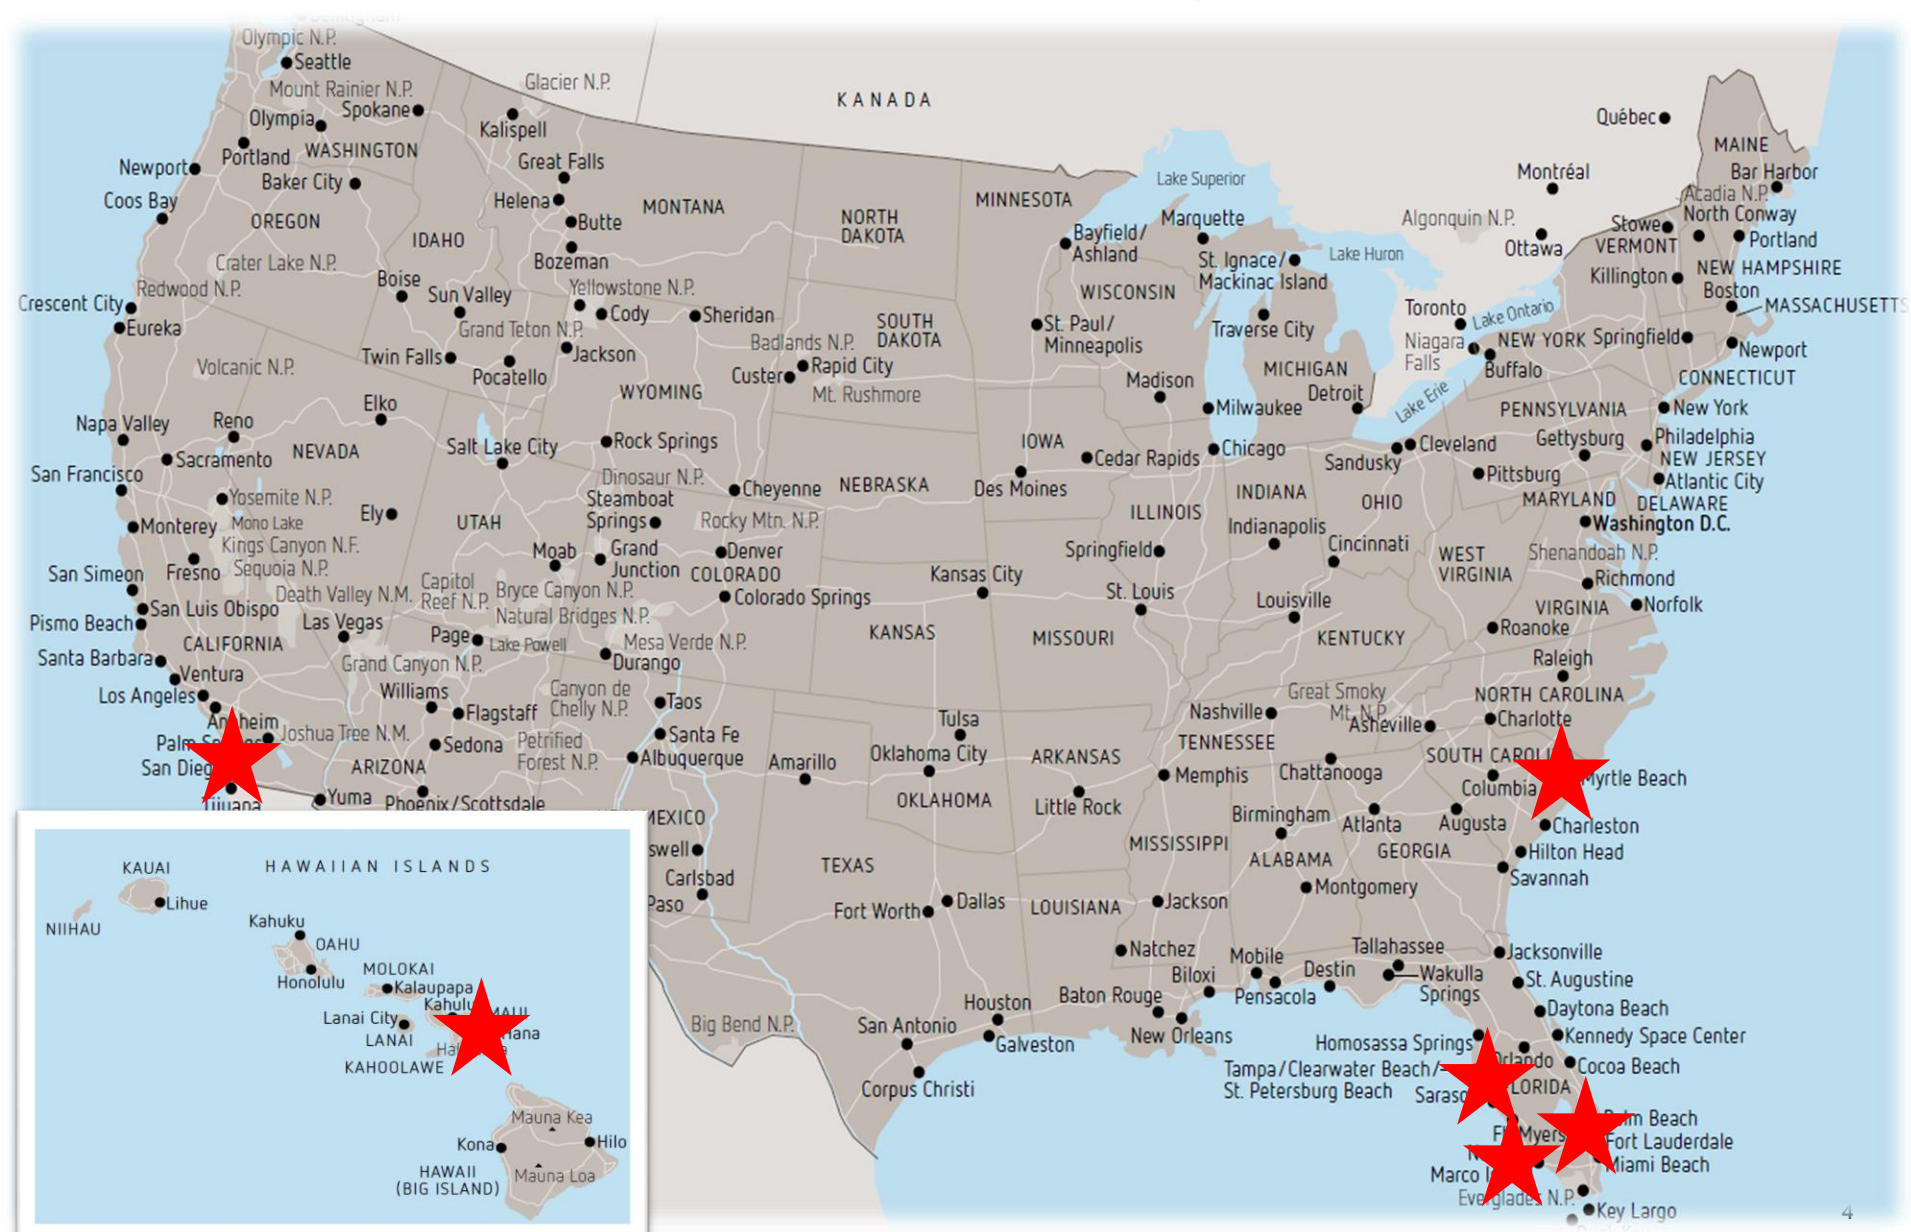 Olympic N.P.
Seattle
Mount Rainier N.P.
Spokane
Olympia
Glacier N.P.
Kalispell
KANADA
Québec
Portland
WASHINGTON
Great Falls
MAINE
Newport
Baker City
Helena
MONTANA
MINNESOTA
Lake Superior
Montréal
Bar Harbor
Acadia N.P.
Coos Bay
OREGON
Butte
NORTH
DAKOTA
Marquette
Algonquin N.P.
Stowe
North Conway
IDAHO
Bayfield/
Ashland
Ottawa
VERMONT
Portland
Crater Lake N.P.
Bozeman
St. Ignace/
Mackinac Island
Lake Huron
Killington
NEW HAMPSHIRE
Redwood N.P.
Boise
Sun Valley
Yellowstone N.P.
WISCONSIN
Boston
Crescent City
Cody
Sheridan
Toronto
Lake Ontario
MASSACHUSETTS
Eureka
Grand Teton N.P.
SOUTH
DAKOTA
St. Paul/
Minneapolis
Traverse City
Niagara
Falls
NEW YORK
Springfield
Twin Falls
Jackson
Badlands N.P.
Rapid City
Newport
Volcanic N.P.
Pocatello
Custer
MICHIGAN
Buffalo
CONNECTICUT
WYOMING
Mt. Rushmore
Madison
Detroit
Lake Erie
Elko
Milwaukee
PENNSYLVANIA
New York
Napa Valley
Reno
Salt Lake City
Rock Springs
IOWA
Chicago
Cleveland
Gettysburg
Philadelphia
Sacramento
NEVADA
Cedar Rapids
Sandusky
NEW JERSEY
San Francisco
Dinosaur N.P.
Cheyenne
NEBRASKA
Des Moines
INDIANA
Pittsburg
Atlantic City
Yosemite N.P.
Steamboat
Springs
OHIO
MARYLAND
DELAWARE
Monterey
Mono Lake
Ely
UTAH
Rocky Mtn. N.P.
ILLINOIS
Indianapolis
Washington D.C.
Kings Canyon N.F.
Moab
Grand
Junction
Denver
Springfield
Cincinnati
WEST
VIRGINIA
Shenandoah N.P.
San Simeon
Fresno
Sequoia N.P.
COLORADO
Kansas City
Richmond
Death Valley N.M.
Capitol
Reef N.P.
Bryce Canyon N.P.
Colorado Springs
St. Louis
Louisville
VIRGINIA
Norfolk
San Luis Obispo
Natural Bridges N.P.
Pismo Beach
Las Vegas
Page
Lake Powell
Mesa Verde N.P.
KANSAS
MISSOURI
KENTUCKY
Roanoke
CALIFORNIA
Santa Barbara
Grand Canyon N.P.
Durango
Raleigh
Ventura
Los Angeles
Williams
Canyon de
Chelly N.P.
Taos
Great Smoky
Mt. N.P.
NORTH CAROLINA
Flagstaff
Tulsa
Nashville
Asheville
Charlotte
Joshua Tree N.M.
Sedona
Petrified
Forest N.P.
Santa Fe
Albuquerque
Amarillo
Oklahoma City
ARKANSAS
TENNESSEE
SOUTH
ARIZONA
Memphis
Chattanooga
Columbia
Myrtle Beach
Tijuana
Yuma
Phoenix/Scottsdale
OKLAHOMA
Little Rock
Birmingham
Atlanta
Augusta
Charleston
MEXICO
MISSISSIPPI
ALABAMA
GEORGIA
Hilton Head
swell
Carlsbad
TEXAS
Montgomery
Savannah
Paso
Fort Worth
Dallas
LOUISIANA
Jackson
Natchez
Mobile
Tallahassee
Jacksonville
Biloxi
Destin
Wakulla
Springs
St. Augustine
Houston
Baton Rouge
Pensacola
Daytona Beach
Big Bend N.P.
San Antonio
Galveston
New Orleans
Homosassa Springs
Kennedy Space Center
Orlando
Tampa/Clearwater Beach/
St. Petersburg Beach
Cocoa Beach
Corpus Christi
Palm Beach
Fort Lauderdale
Miami Beach
Marco
Everglades N.P.
Key Largo
HAWAIIAN ISLANDS
KAUAI
Lihue
NIIHAU
Kahuku
OAHU
Honolulu
MOLOKAI
Kalaupapa
Lanai City
LANAI
KAHOOLAWE
Mauna Kea
Kona
Hilo
HAWAII
(BIG ISLAND)
Mauna Loa
4